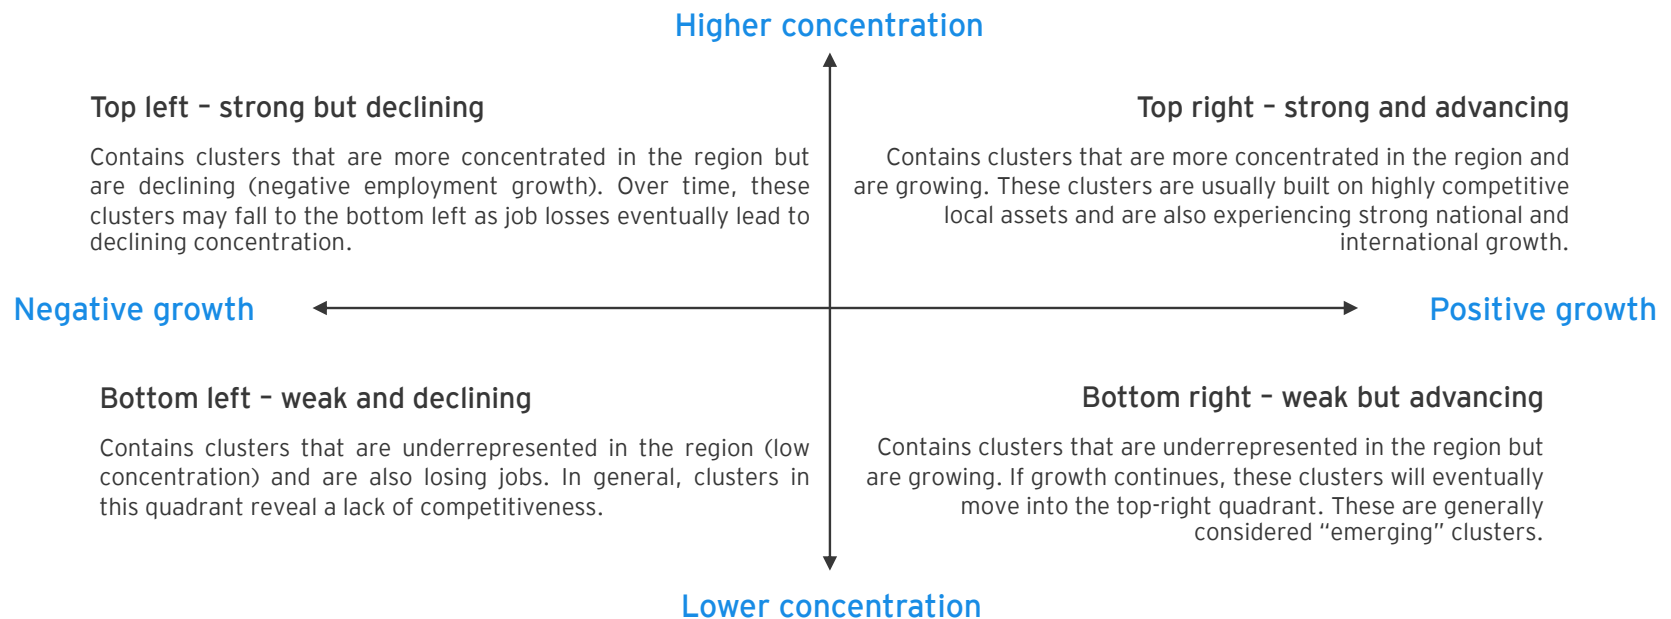 Higher concentration
Top left – strong but declining
Contains clusters that are more concentrated in the region but
are declining (negative employment growth). Over time, these
clusters may fall to the bottom left as job losses eventually lead to
declining concentration.
Top right – strong and advancing
Contains clusters that are more concentrated in the region and
are growing. These clusters are usually built on highly competitive
local assets and are also experiencing strong national and
international growth.
Negative growth
Positive growth
Bottom left – weak and declining
Contains clusters that are underrepresented in the region (low
concentration) and are also losing jobs. In general, clusters in
this quadrant reveal a lack of competitiveness.
Bottom right – weak but advancing
Contains clusters that are underrepresented in the region but
are growing. If growth continues, these clusters will eventually
move into the top-right quadrant. These are generally
considered “emerging” clusters.
Lower concentration